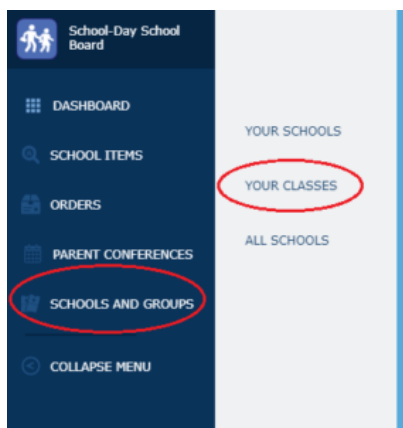 School-Day School
Board
DASHBOARD
SCHOOL ITEMS
ORDERS
PARENT CONFERENCES
SCHOOLS AND GROUPS
COLLAPSE MENU
YOUR SCHOOLS
YOUR CLASSES
ALL SCHOOLS